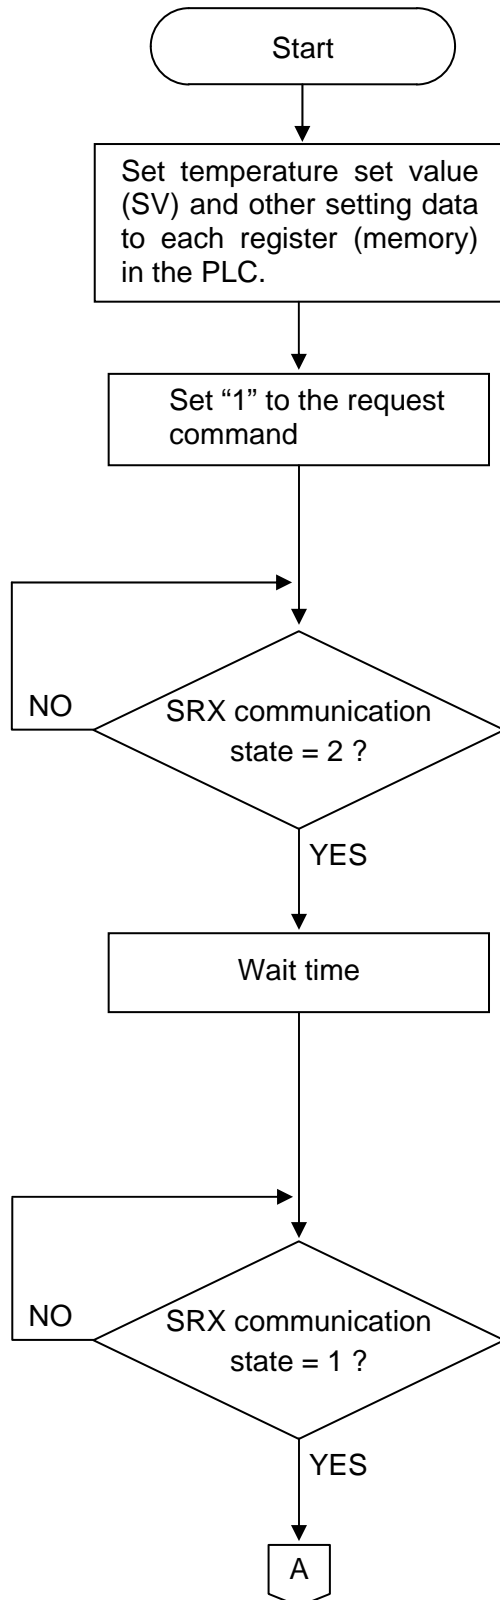 Start
Set temperature set value
(SV) and other setting data
to each register (memory)
in the PLC.
Set “1” to the request
command
NO
SRX communication
state = 2 ?
YES
Wait time
NO
SRX communication
state = 1 ?
YES
A